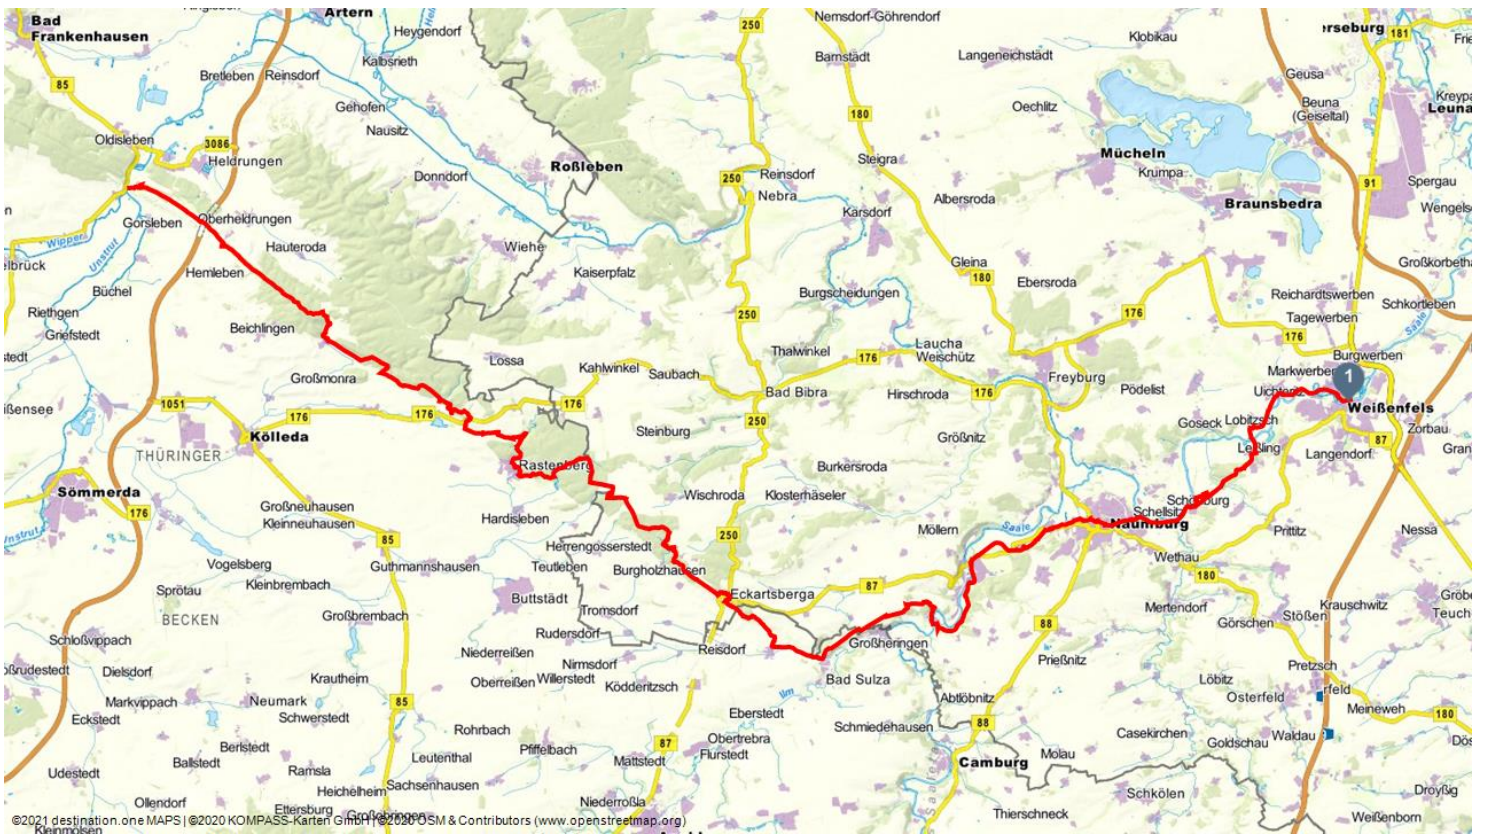 Bad
Frankenhausen
Artern
Heygendorf
Kalbsrieth
Nemsdorf-Göhrendorf
Barnstädt
250
Langeneichstädt
Klobikau
181
Geusa
85
Bretleben
Reinsdorf
Gehofen
Nausitz
180
Oechlitz
Beuna
(Geiseltal)
Leuna
Oldisleben
3086
Heldrungen
Donndorf
Roßleben
250
Reinsdorf
Nebra
Steigra
Mücheln
Krumpa
91
Spergau
Albersroda
Braunsbedra
Karsdorf
Gorsleben
Oberheldrungen
Wipper
Unstrut
Hauteroda
Hemleben
Wiehe
Kaiserpfalz
Gleina
180
Ebersroda
Büchel
Burgscheidungen
Reichardtswerben
Schkortleben
Saale
Riethgen
Griefstedt
Beichlingen
250
176
Tagewerben
176
Lossa
Kahlwinkel
Saubach
Thalwinkel
176
Laucha
Weischütz
Burgwerben
Markwerben
1
Großmonra
Bad Bibra
Hirschroda
176
Freyburg
Pödelist
Weißenfels
1051
176
176
176
250
Goseck
Lobitzsch
Zorbau
Kölleda
Steinburg
Größnitz
Leißling
Langendorf
87
THÜRINGER
Rastenberg
Burkersroda
Sömmerda
176
Wischroda
Klosterhäseler
Großneuhausen
Kleinneuhausen
Hardisleben
Möllern
Saale
Naumburg
Schellsitz
Schönburg
Prittitz
Nessa
85
250
Herrengosserstedt
Vogelsberg
Guthmannshausen
Teutleben
Burgholzhausen
Wethau
180
Sprötau
Kleinbrembach
Buttstädt
Eckartsberga
87
Großbrembach
Tromsdorf
Mertendorf
Krauschwitz
Stößen
Görschen
BECKEN
88
Schloßvippach
Rudersdorf
Reisdorf
Großheringen
Niederreißen
Nirmsdorf
Prießnitz
Pretzsch
Dielsdorf
Krautheim
Oberreißen
Willerstedt
Ködderitzsch
Bad Sulza
Ilm
Löbitz
Osterfeld
Abtlöbnitz
Markvippach
Neumark
Schwerstedt
85
Meineweh
180
Eckstedt
Rohrbach
Eberstedt
Schmiedehausen
88
Casekirchen
Waldau
Goldschau
Berlstedt
Pfiffelbach
87
Obertrebra
Flurstedt
Molau
Ballstedt
Leutenthal
Mattstedt
Camburg
Udestedt
Ramsla
Sachsenhausen
Heichelheim
Schkölen
Droyßig
Ollendorf
Ettersburg
Niederroßla
Thierschneck
Weißenborn
©2021 destination.one MAPS | ©2020 KOMPASS-Karten GmbH | ©2020 OSM & Contributors (www.openstreetmap.org)
Kleinmölsen